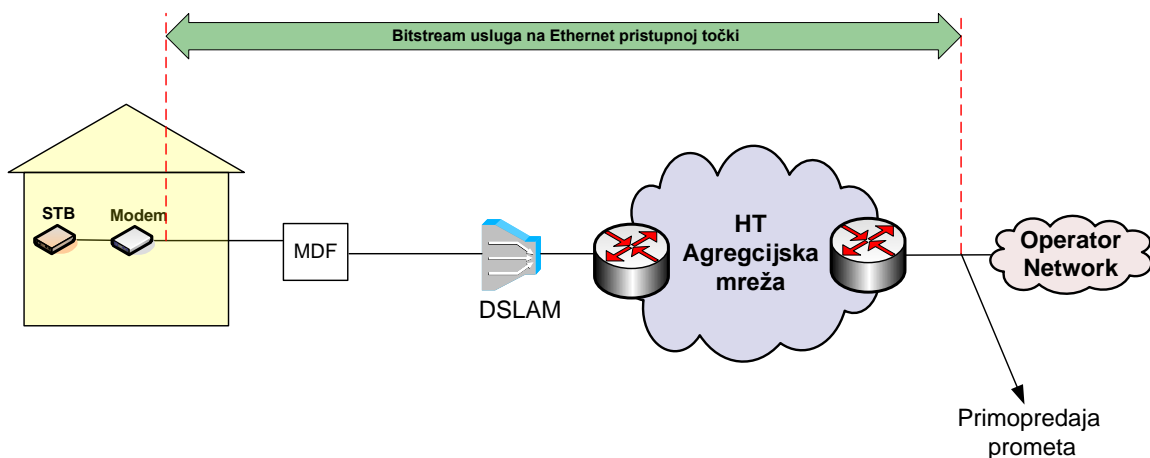 Bitstream usluga na Ethernet pristupnoj točki
STB
Modem
MDF
DSLAM
HT
Agregcijska
mreža
Operator
Network
Primopredaja
prometa